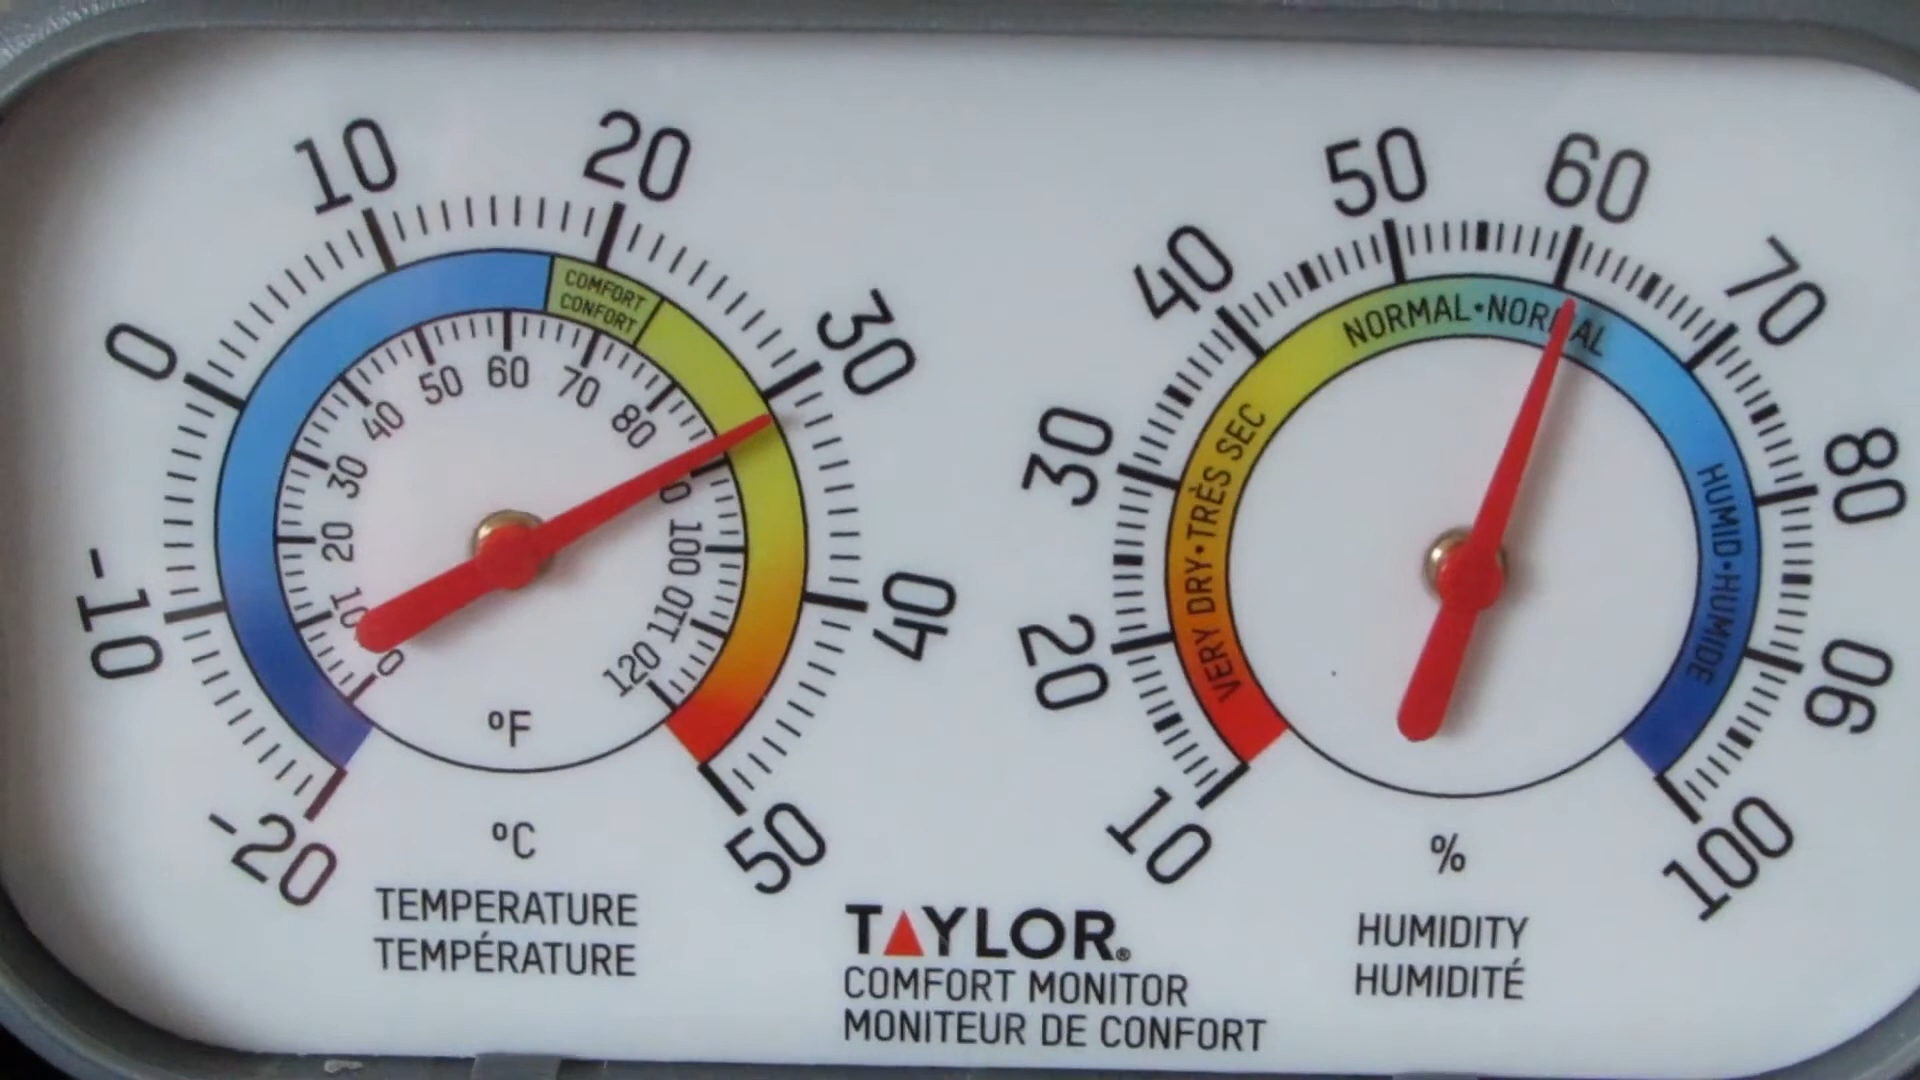 -20
-10
0
10
20
30
40
50
COMFORT
CONFORT
0
10
20
30
40
50
60
70
80
100
110
120
°F
°C
TEMPERATURE
TEMPÉRATURE
10
20
30
40
50
60
70
80
90
100
VERY DRY•TRÈS SEC
NORMAL•NORMAL
HUMID•HUMIDE
%
HUMIDITY
HUMIDITÉ
TAYLOR®
COMFORT MONITOR
MONITEUR DE CONFORT